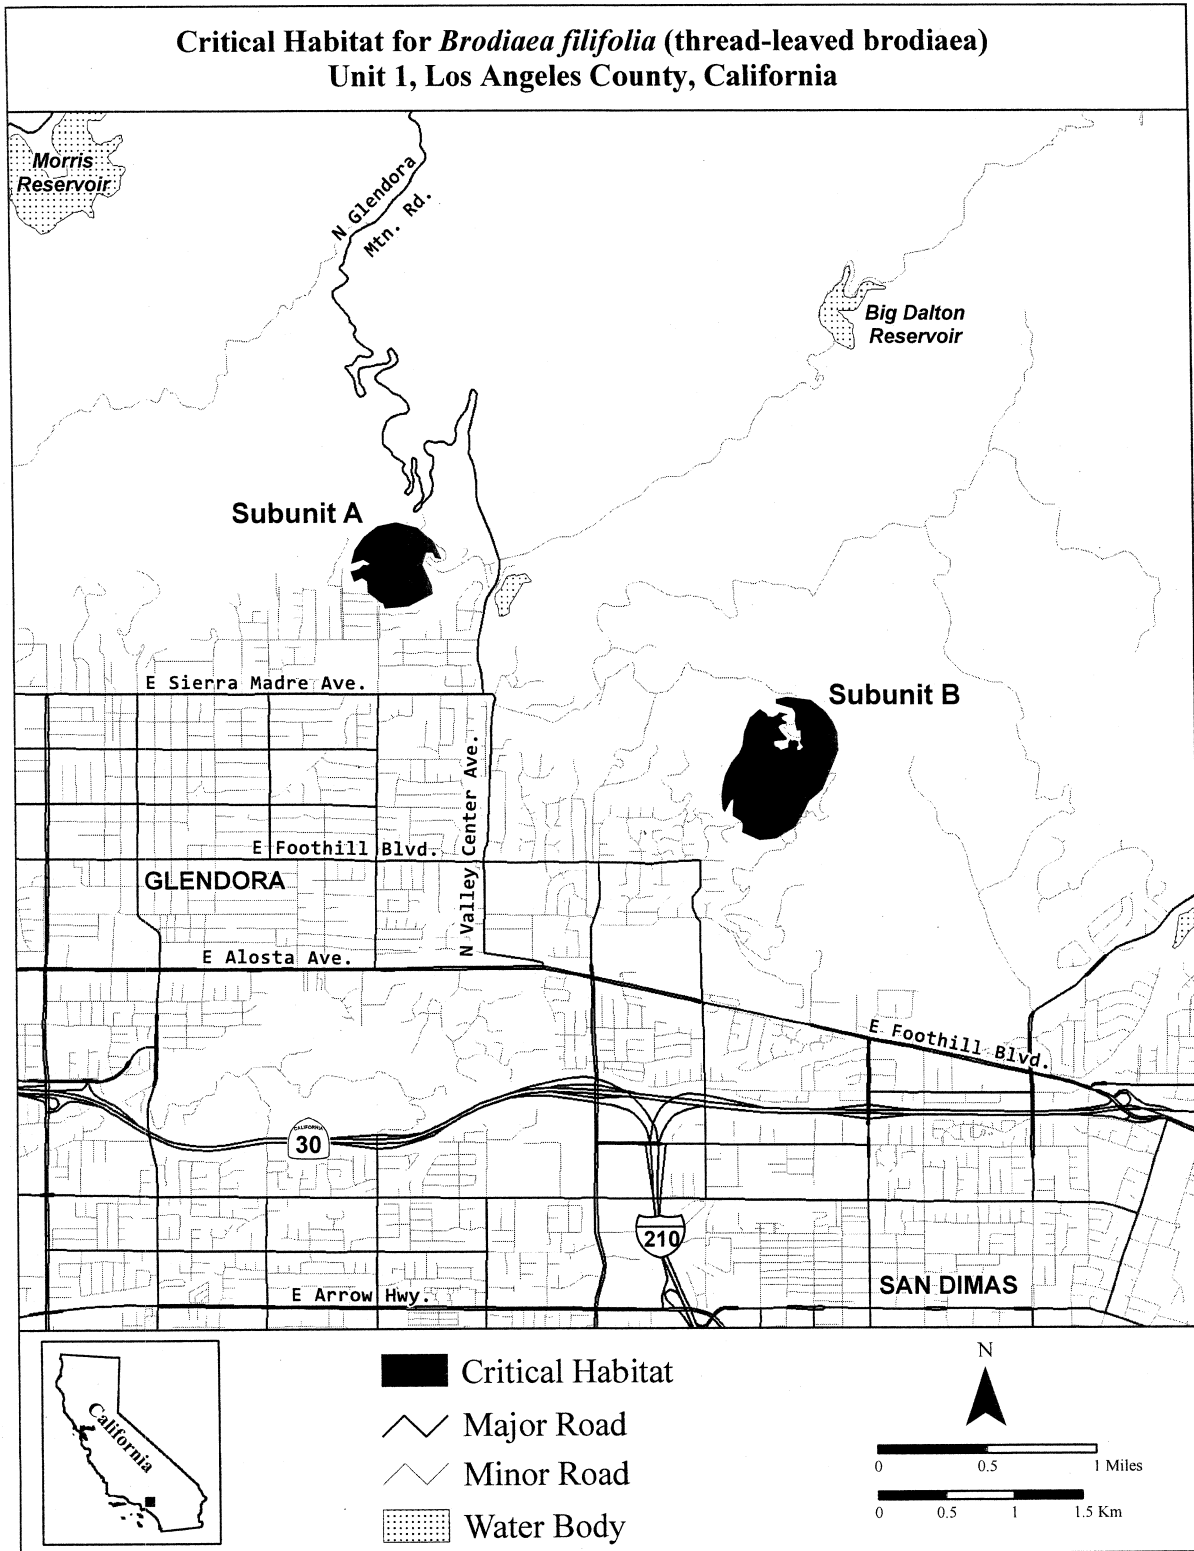 Critical Habitat for Brodiaea filifolia (thread-leaved brodiaea)
Unit 1, Los Angeles County, California
Morris
Reservoir
N Glendora
Mtn. Rd.
Big Dalton
Reservoir
Subunit A
E Sierra Madre Ave.
Subunit B
N Valley Center Ave.
E Foothill Blvd.
GLENDORA
E Alosta Ave.
E Foothill Blvd.
CALIFORNIA
30
210
SAN DIMAS
E Arrow Hwy.
California
Critical Habitat
Major Road
Minor Road
Water Body
N
0 0.5 1 Miles
0 0.5 1 1.5 Km